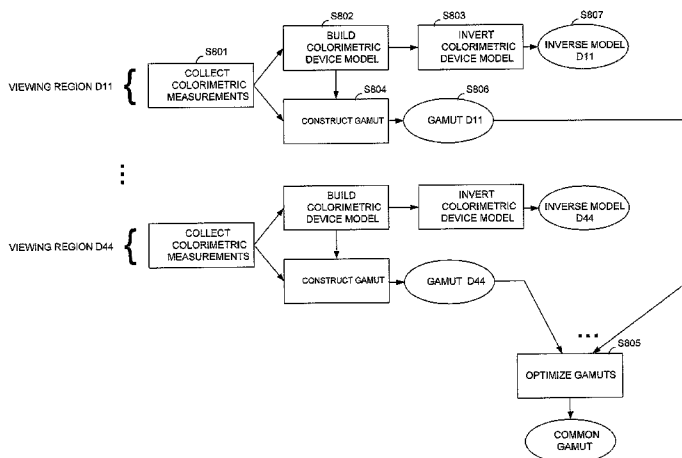 S801
S802
S803
S807
VIEWING REGION D11
COLLECT
COLORIMETRIC
MEASUREMENTS
BUILD
COLORIMETRIC
DEVICE MODEL
INVERT
COLORIMETRIC
DEVICE MODEL
INVERSE MODEL
D11
S804
S806
CONSTRUCT GAMUT
GAMUT D11
VIEWING REGION D44
COLLECT
COLORIMETRIC
MEASUREMENTS
BUILD
COLORIMETRIC
DEVICE MODEL
INVERT
COLORIMETRIC
DEVICE MODEL
INVERSE MODEL
D44
CONSTRUCT GAMUT
GAMUT D44
S805
OPTIMIZE GAMUTS
COMMON
GAMUT